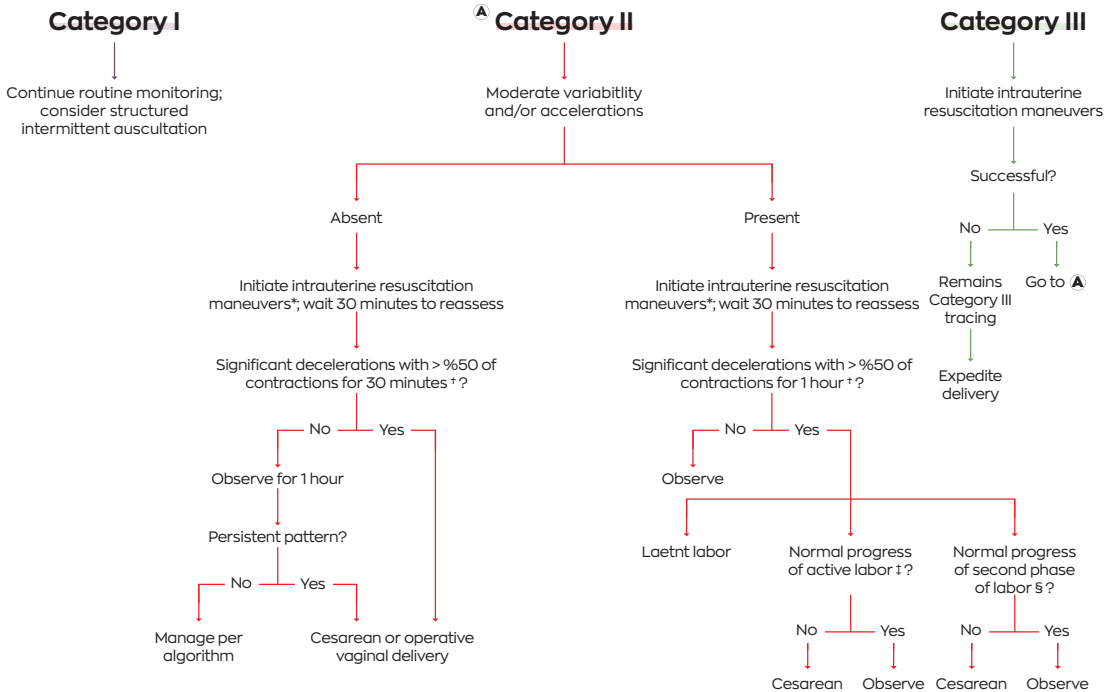 Category I
Continue routine monitoring;
consider structured
intermittent auscultation
A
Category II
Moderate variabitlity
and/or accelerations
Absent
Initiate intrauterine resuscitation
maneuvers*; wait 30 minutes to reassess
Significant decelerations with > %50 of
contractions for 30 minutes † ?
No
Yes
Observe for 1 hour
Persistent pattern?
No
Yes
Manage per
algorithm
Cesarean or operative
vaginal delivery
Present
Initiate intrauterine resuscitation
maneuvers*; wait 30 minutes to reassess
Significant decelerations with > %50 of
contractions for 1 hour † ?
No
Yes
Observe
Laetnt labor
Normal progress
of active labor ‡ ?
No
Yes
Cesarean
Observe
Normal progress
of second phase
of labor § ?
No
Yes
Cesarean
Observe
Category III
Initiate intrauterine
resuscitation maneuvers
Successful?
No
Yes
Remains
Category III
tracing
Go to A
Expedite
delivery